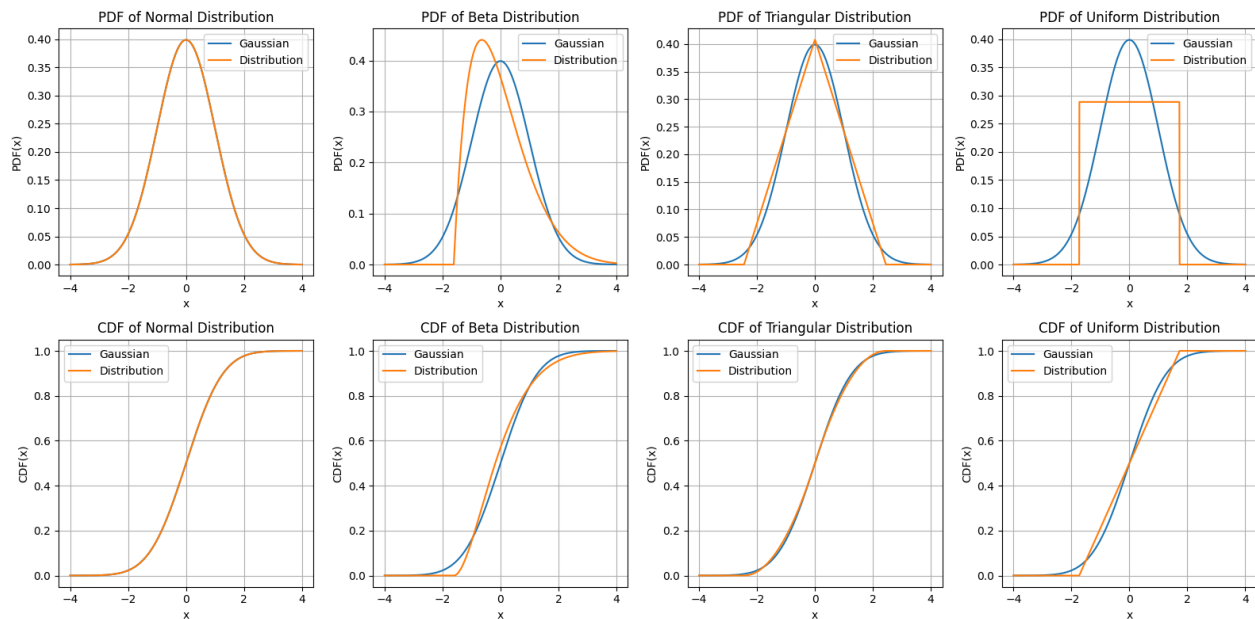 PDF of Normal Distribution
0.40
0.35
0.30
0.25
0.20
0.15
0.10
0.05
0.00
PDF(x)
Gaussian
Distribution
−4 −2 0 2 4
x
PDF of Beta Distribution
0.4
0.3
0.2
0.1
0.0
PDF(x)
Gaussian
Distribution
−4 −2 0 2 4
x
PDF of Triangular Distribution
0.40
0.35
0.30
0.25
0.20
0.15
0.10
0.05
0.00
PDF(x)
Gaussian
Distribution
−4 −2 0 2 4
x
PDF of Uniform Distribution
0.40
0.35
0.30
0.25
0.20
0.15
0.10
0.05
0.00
PDF(x)
Gaussian
Distribution
−4 −2 0 2 4
x
CDF of Normal Distribution
1.0
0.8
0.6
0.4
0.2
0.0
CDF(x)
Gaussian
Distribution
−4 −2 0 2 4
x
CDF of Beta Distribution
1.0
0.8
0.6
0.4
0.2
0.0
CDF(x)
Gaussian
Distribution
−4 −2 0 2 4
x
CDF of Triangular Distribution
1.0
0.8
0.6
0.4
0.2
0.0
CDF(x)
Gaussian
Distribution
−4 −2 0 2 4
x
CDF of Uniform Distribution
1.0
0.8
0.6
0.4
0.2
0.0
CDF(x)
Gaussian
Distribution
−4 −2 0 2 4
x